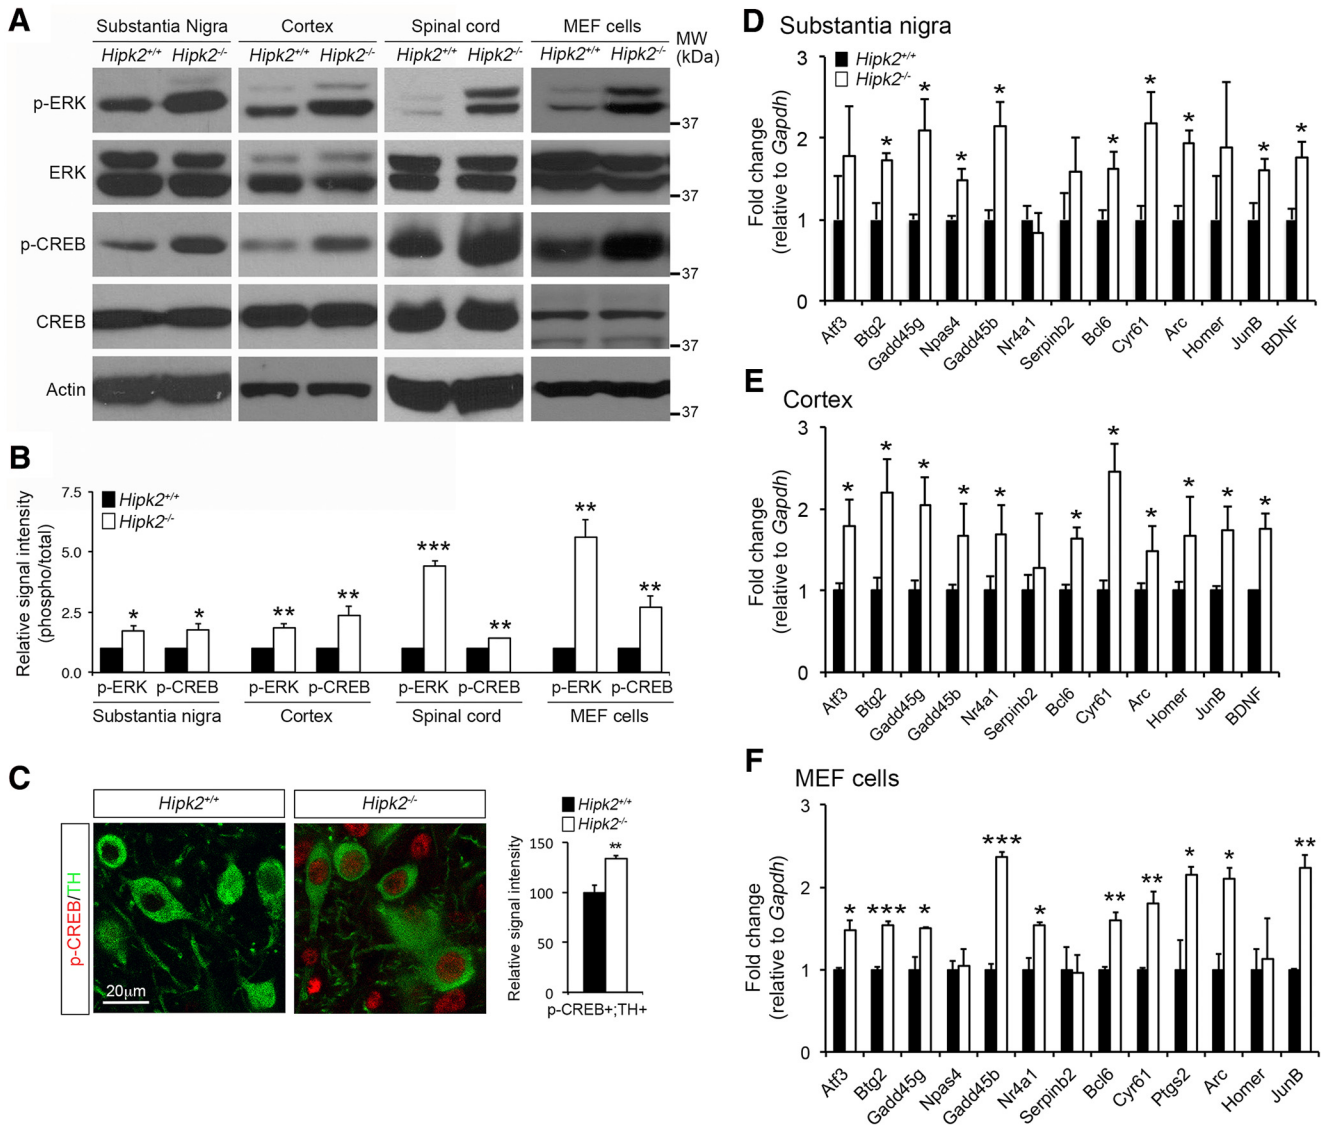 A
Substantia Nigra Cortex Spinal cord MEF cells
Hipk2+/+ Hipk2-/- Hipk2+/+ Hipk2-/- Hipk2+/+ Hipk2-/- Hipk2+/+ Hipk2-/- MW (kDa)
p-ERK 37
ERK 37
p-CREB 37
CREB 37
Actin 37
B
Relative signal intensity
(phospho/total)
7.5
5.0
2.5
0.0
Hipk2+/+
Hipk2-/-
* * ** ** *** ** ** **
p-ERK p-CREB p-ERK p-CREB p-ERK p-CREB p-ERK p-CREB
Substantia nigra Cortex Spinal cord MEF cells
C
Hipk2+/+ Hipk2-/-
p-CREB/TH
20μm
Hipk2+/+
Hipk2-/-
Relative signal intensity
150
100
50
0
**
p-CREB+;TH+
D Substantia nigra
Hipk2+/+
Hipk2-/-
Fold change
(relative to Gapdh)
3
2
1
0
* * * * * * * * *
Atf3 Btg2 Gadd45g Npas4 Gadd45b Nr4a1 Serpinb2 Bcl6 Cyr61 Arc Homer JunB BDNF
E Cortex
Fold change
(relative to Gapdh)
3
2
1
0
* * * * * * * * * * *
Atf3 Btg2 Gadd45g Gadd45b Nr4a1 Serpinb2 Bcl6 Cyr61 Arc Homer JunB BDNF
F MEF cells
Fold change
(relative to Gapdh)
3
2
1
0
* *** * *** * ** ** * * **
Atf3 Btg2 Gadd45g Npas4 Gadd45b Nr4a1 Serpinb2 Bcl6 Cyr61 Ptgs2 Arc Homer JunB